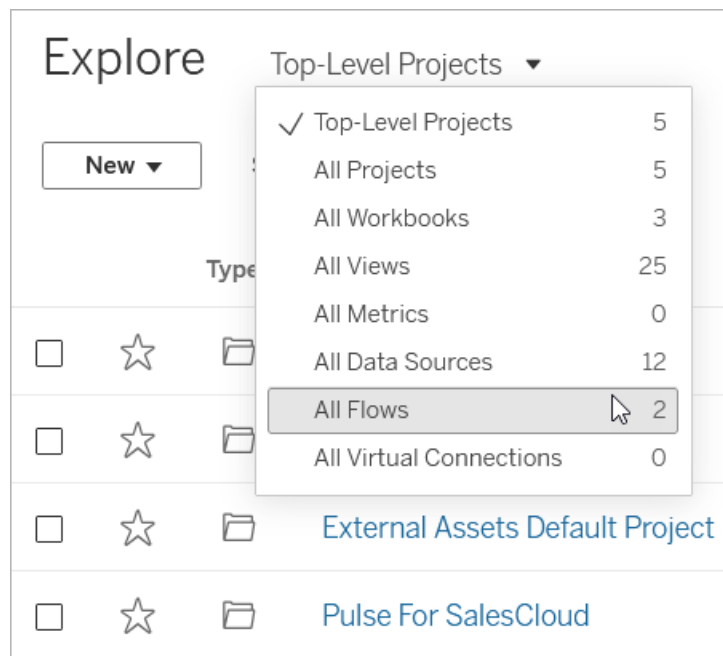 Explore
Top-Level Projects
Top-Level Projects 5
New
All Projects 5
All Workbooks 3
All Views 25
Type
All Metrics 0
All Data Sources 12
All Flows 2
All Virtual Connections 0
External Assets Default Project
Pulse For SalesCloud